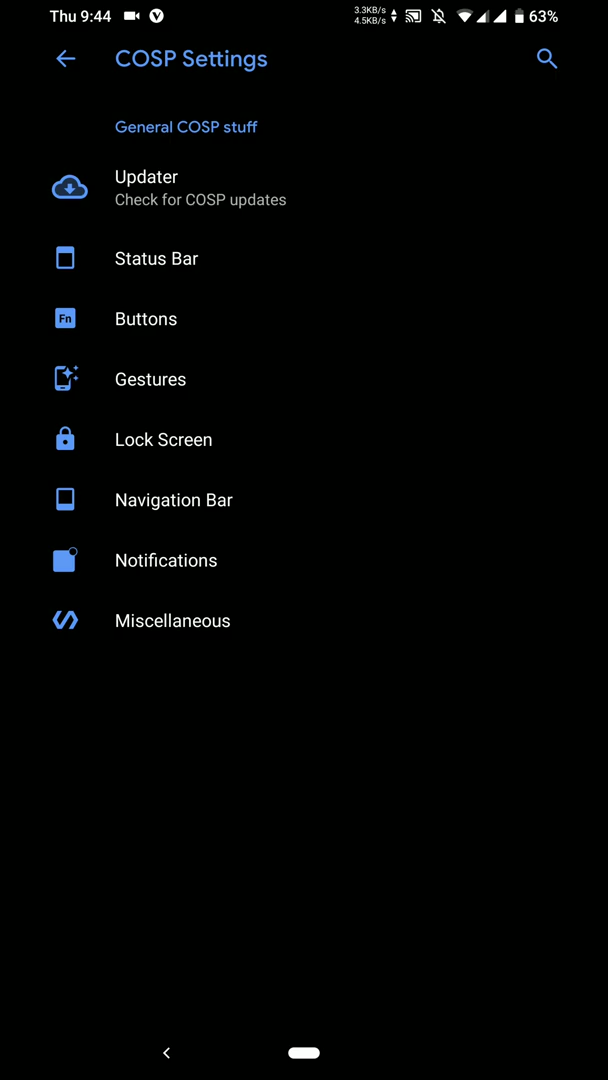 Thu 9:44
3.3KB/s
4.5KB/s
63%
COSP Settings
General COSP stuff
Updater
Check for COSP updates
Status Bar
Fn
Buttons
Gestures
Lock Screen
Navigation Bar
Notifications
Miscellaneous